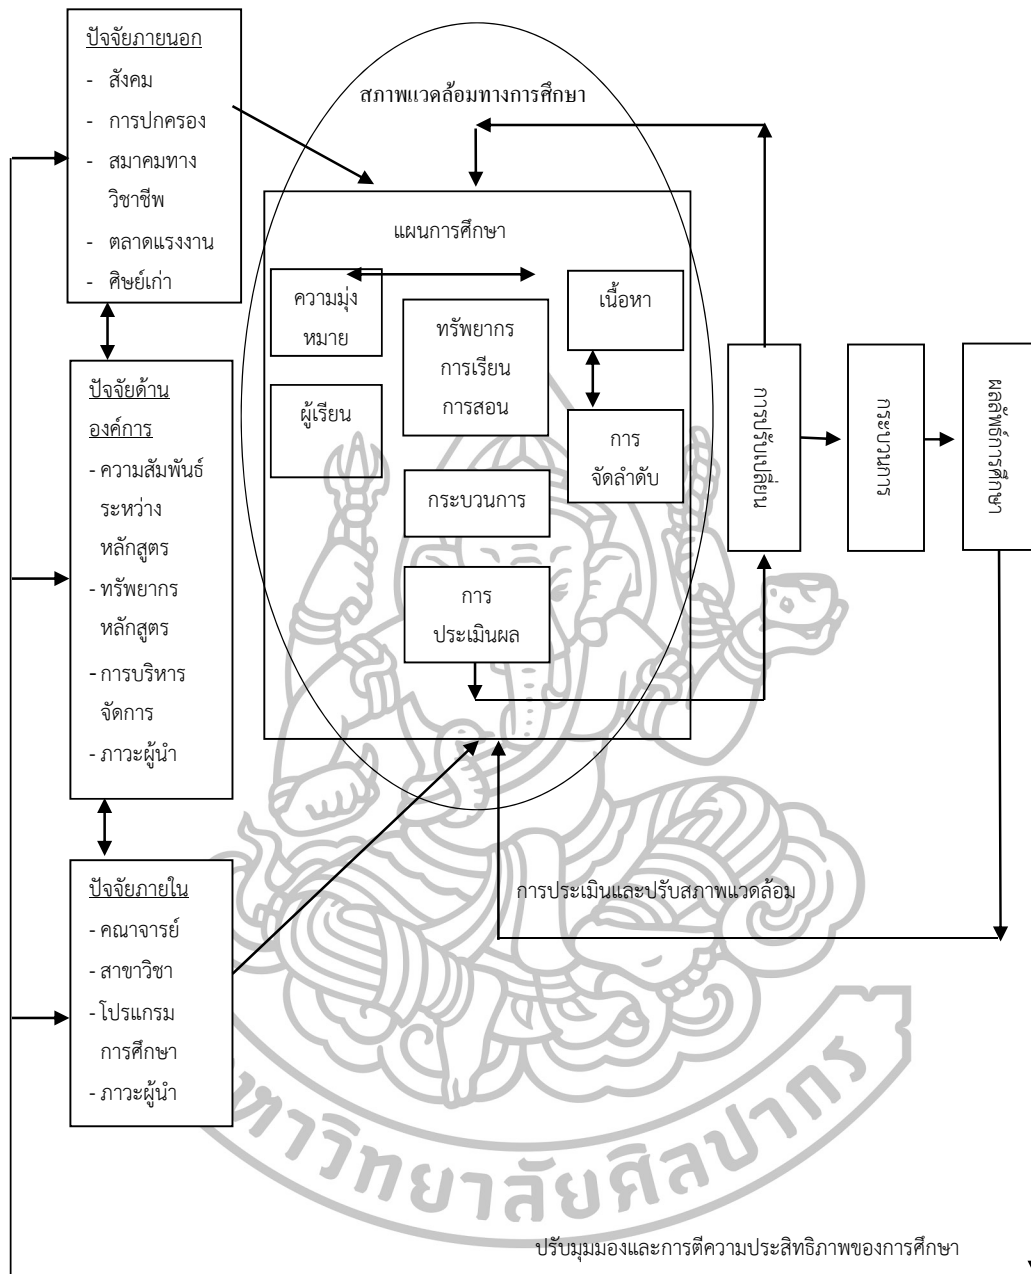 ปัจจัยภายนอก
- สังคม
- การปกครอง
- สมาคมทาง
วิชาชีพ
- ตลาดแรงงาน
- ศิษย์เก่า
ปัจจัยด้าน
องค์การ
- ความสัมพันธ์
ระหว่าง
หลักสูตร
- ทรัพยากร
หลักสูตร
- การบริหาร
จัดการ
- ภาวะผู้นำ
ปัจจัยภายใน
- คณาจารย์
- สาขาวิชา
- โปรแกรม
การศึกษา
- ภาวะผู้นำ
สภาพแวดล้อมทางการศึกษา
แผนการศึกษา
ความมุ่ง
หมาย
ผู้เรียน
ทรัพยากร
การเรียน
การสอน
กระบวนการ
การ
ประเมินผล
เนื้อหา
การ
จัดลำดับ
การปรับเปลี่ยน
กระบวนการ
ผลลัพธ์การศึกษา
การประเมินและปรับสภาพแวดล้อม
ปรับมุมมองและการตีความประสิทธิภาพของการศึกษา
มหาวิทยาลัยศิลปากร